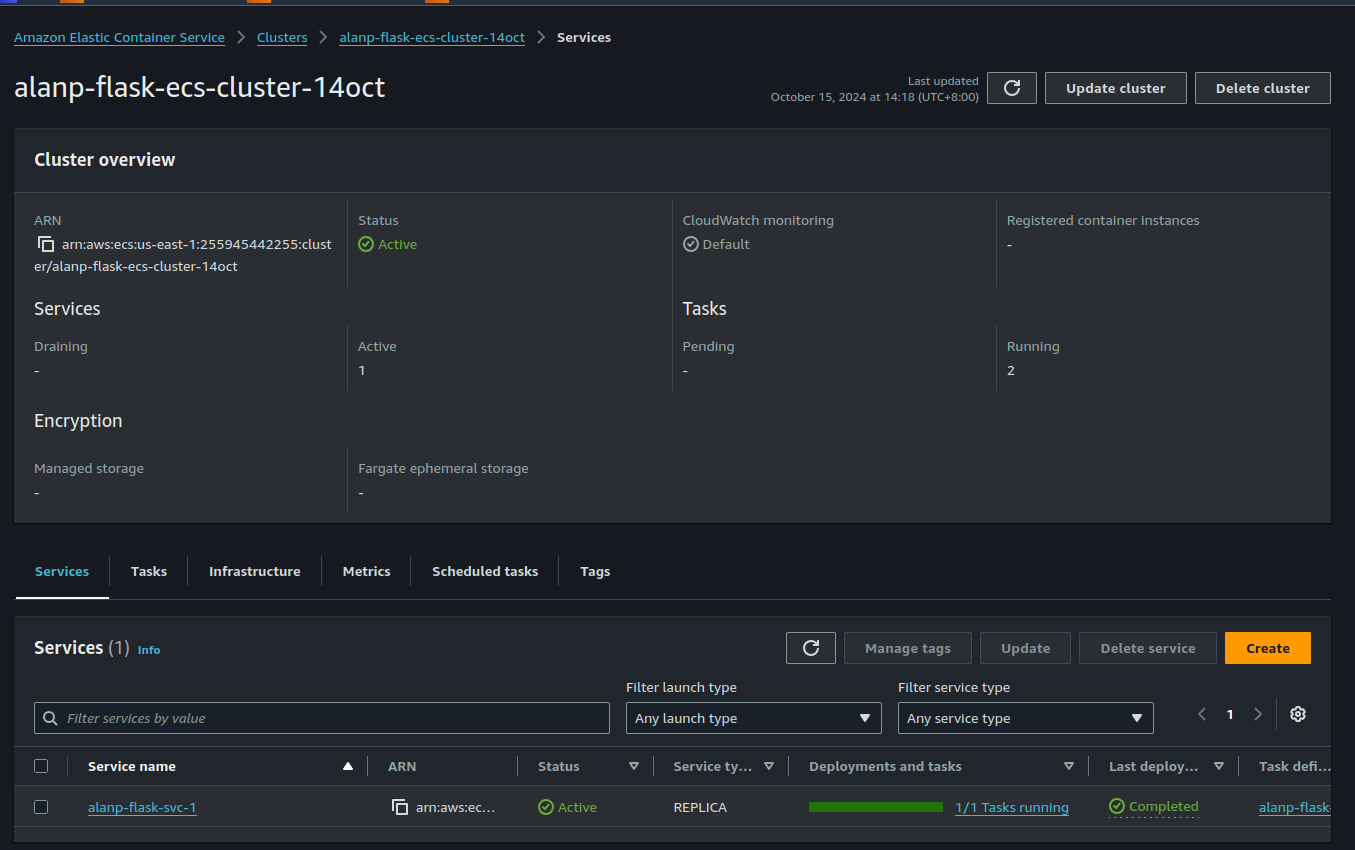 Amazon Elastic Container Service > Clusters > alanp-flask-ecs-cluster-14oct > Services
alanp-flask-ecs-cluster-14oct
Last updated
October 15, 2024 at 14:18 (UTC+8:00)
Update cluster
Delete cluster
Cluster overview
ARN
arn:aws:ecs:us-east-1:255945442255:clust
er/alanp-flask-ecs-cluster-14oct
Status
Active
CloudWatch monitoring
Default
Registered container instances
-
Services
Draining
-
Active
1
Tasks
Pending
-
Running
2
Encryption
Managed storage
-
Fargate ephemeral storage
-
Services
Tasks
Infrastructure
Metrics
Scheduled tasks
Tags
Services (1) Info
Manage tags
Update
Delete service
Create
Filter services by value
Filter launch type
Any launch type
Filter service type
Any service type
1
Service name
ARN
Status
Service ty...
Deployments and tasks
Last deploy...
Task defi...
alanp-flask-svc-1
arn:aws:ec...
Active
REPLICA
1/1 Tasks running
Completed
alanp-flask-